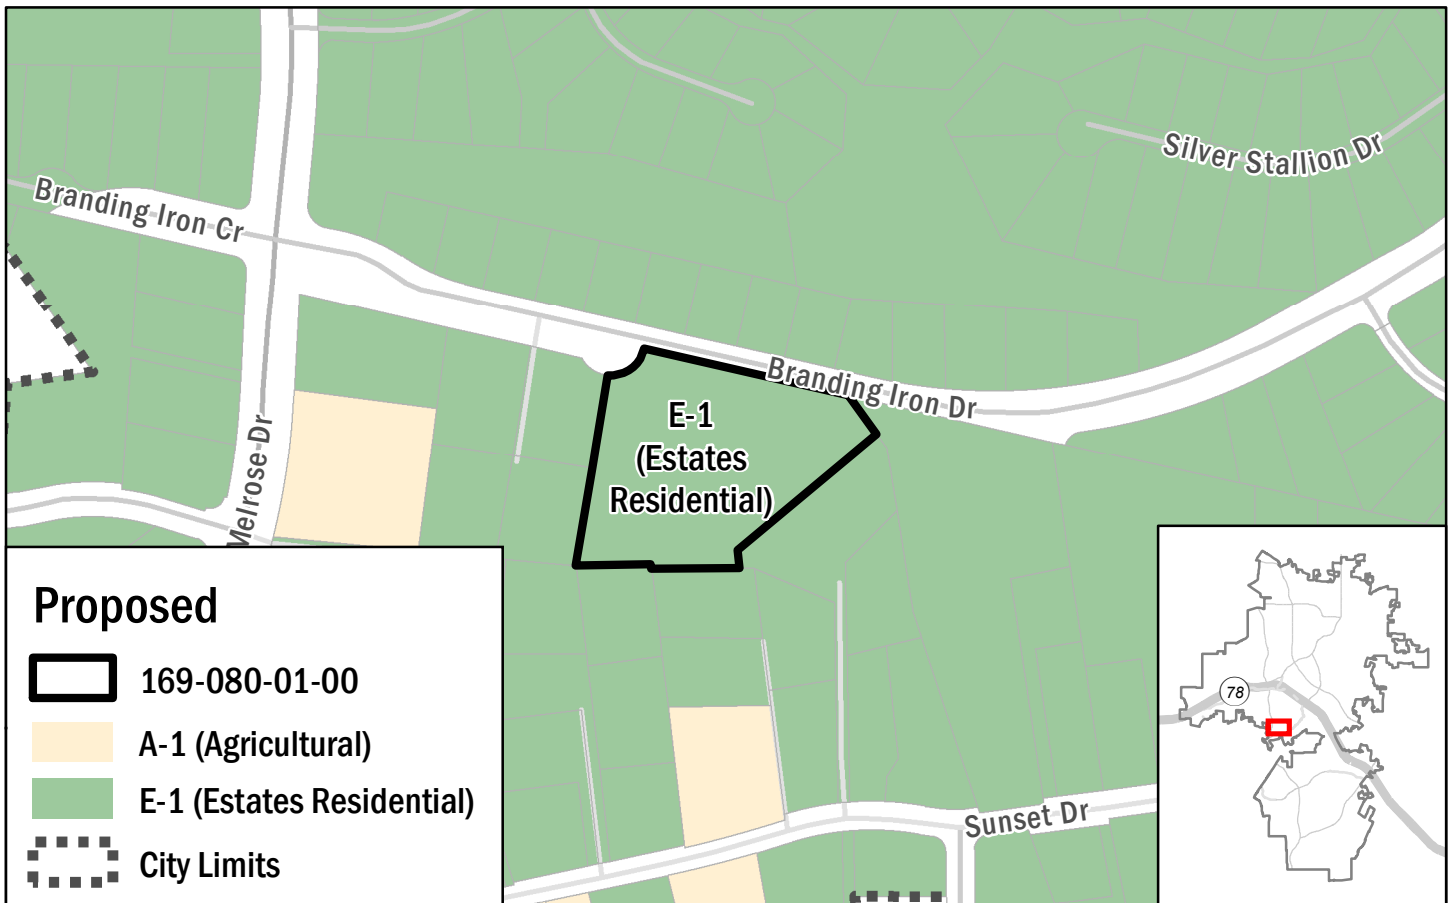 Silver Stallion Dr
Branding Iron Cr
Branding Iron Dr
E-1
(Estates
Residential)
Melrose Dr
Sunset Dr
Proposed
169-080-01-00
A-1 (Agricultural)
E-1 (Estates Residential)
City Limits
78